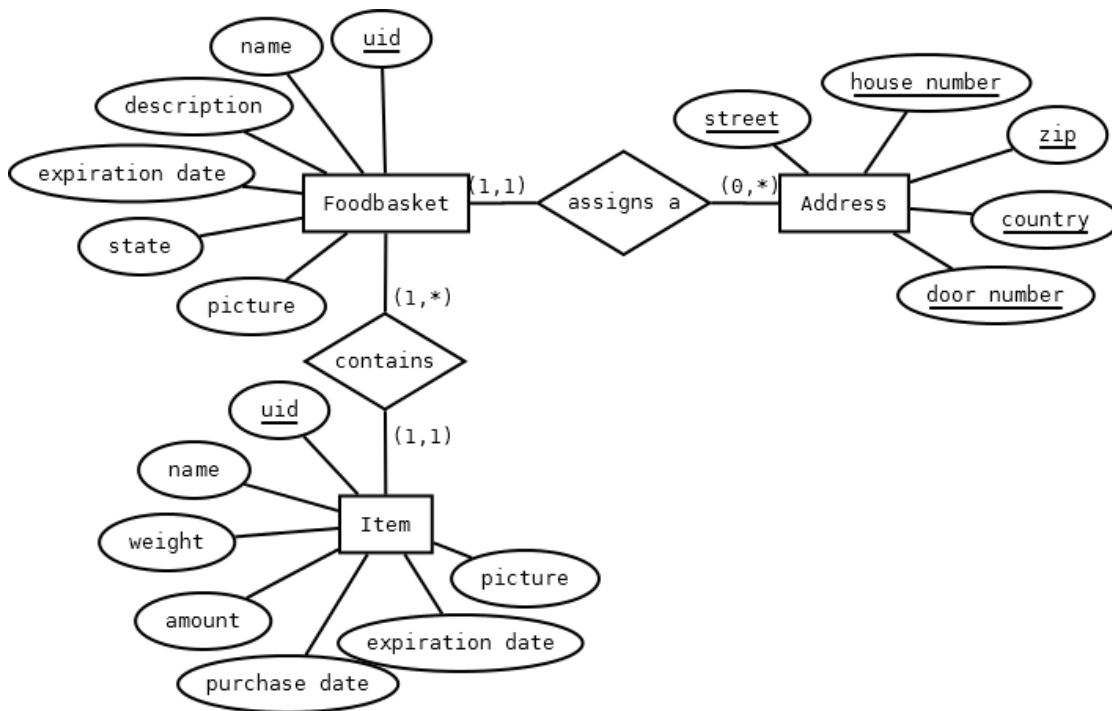 uid
name
description
expiration date
state
picture
Foodbasket
(1,1)
assigns a
(0,*)
Address
street
house number
zip
country
door number
(1,*)
contains
(1,1)
uid
name
weight
amount
purchase date
expiration date
picture
Item